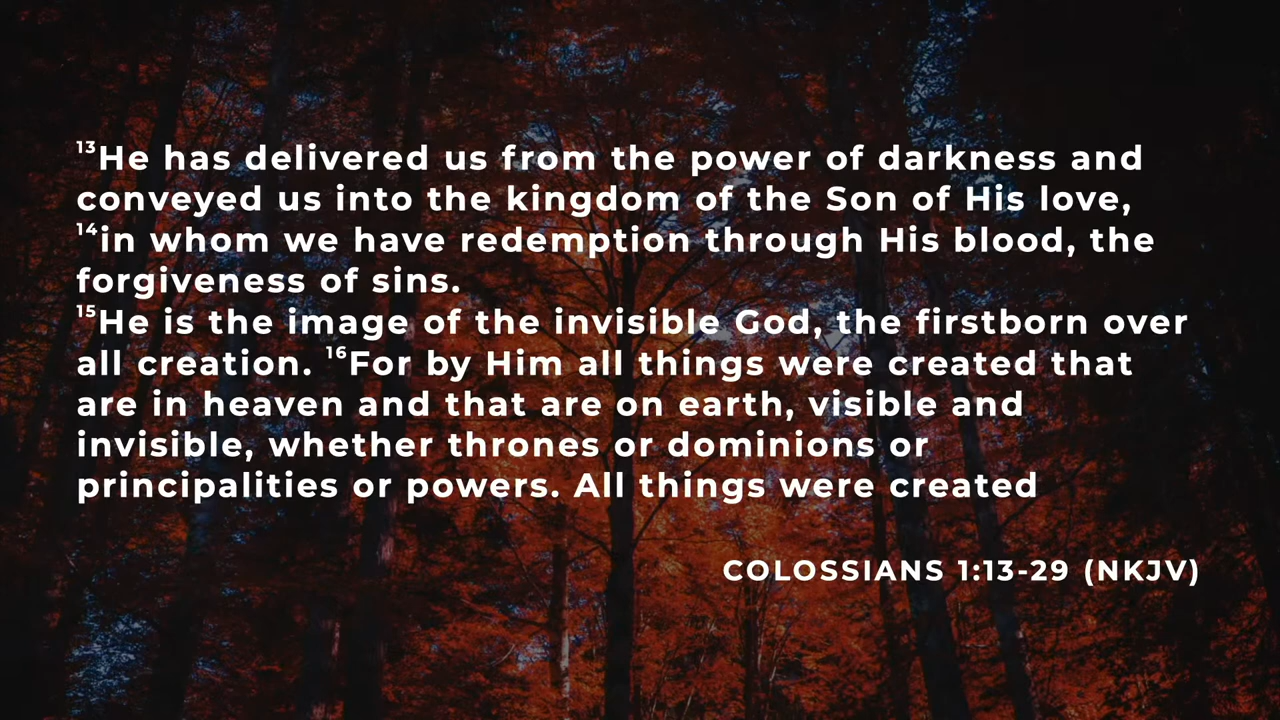 ¹³He has delivered us from the power of darkness and
conveyed us into the kingdom of the Son of His love,
¹⁴in whom we have redemption through His blood, the
forgiveness of sins.
¹⁵He is the image of the invisible God, the firstborn over
all creation. ¹⁶For by Him all things were created that
are in heaven and that are on earth, visible and
invisible, whether thrones or dominions or
principalities or powers. All things were created
COLOSSIANS 1:13-29 (NKJV)